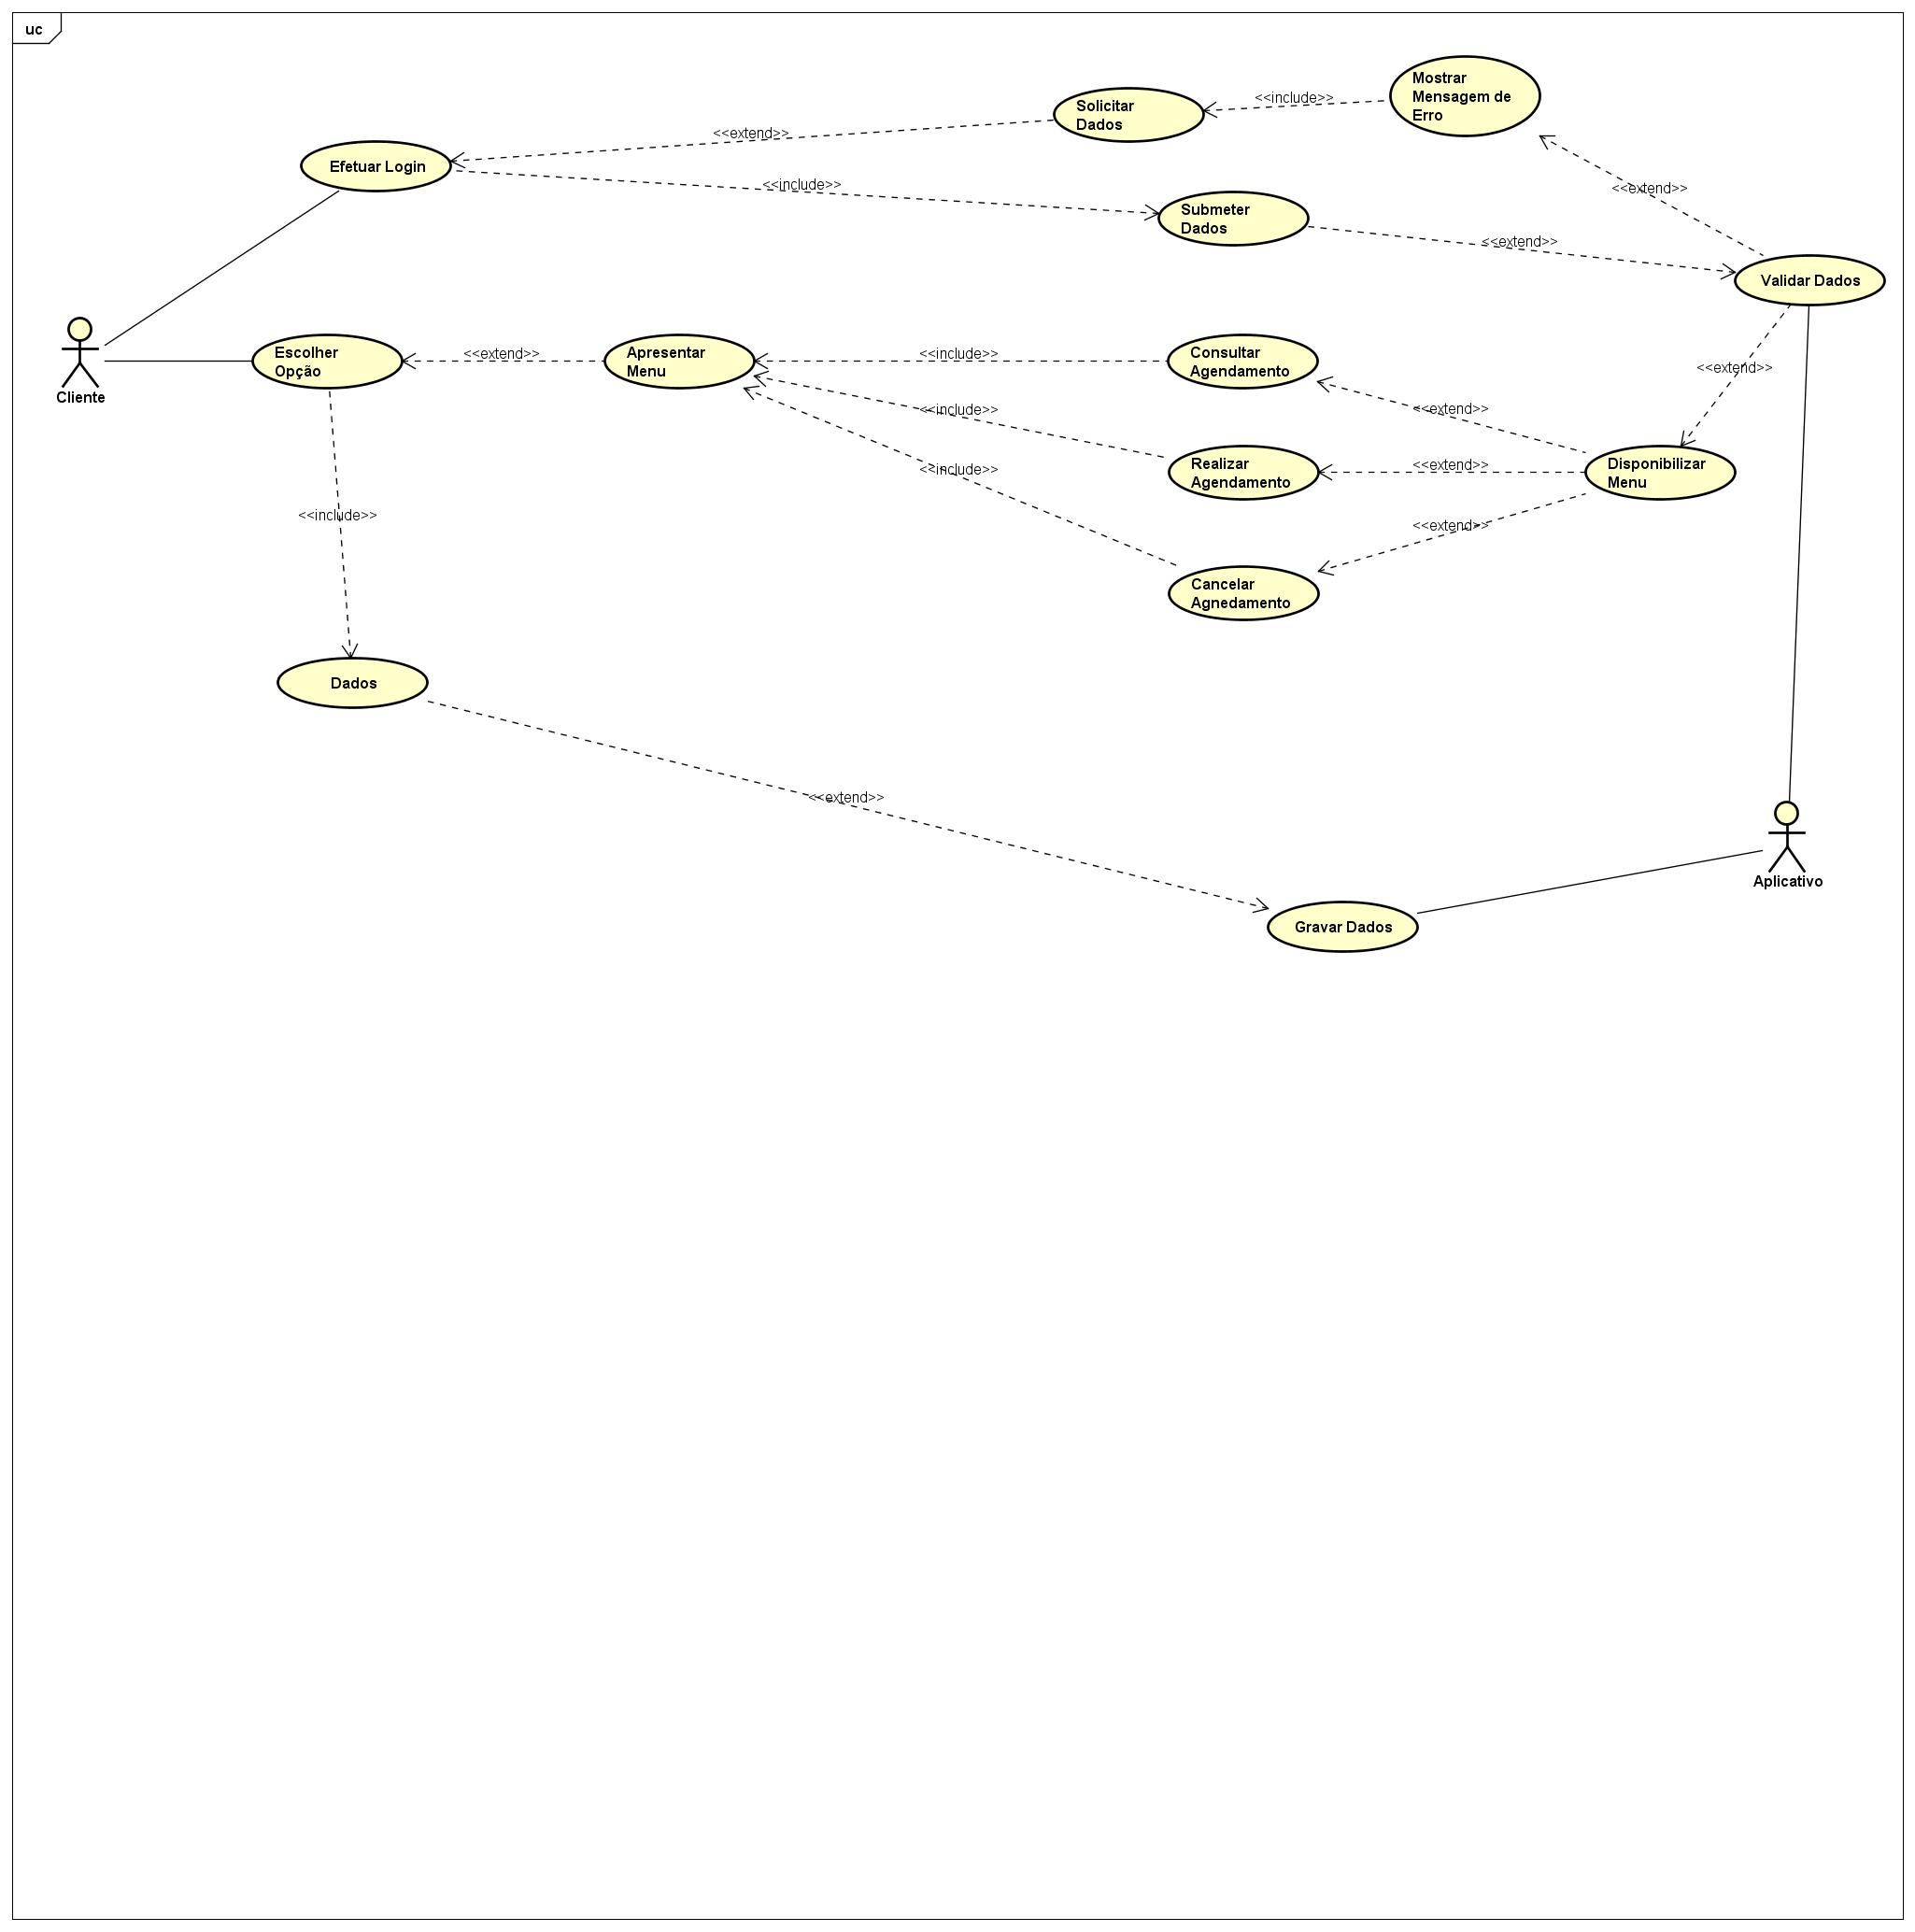 uc
Mostrar
Mensagem de
Erro
<<include>>
Solicitar
Dados
<<extend>>
Efetuar Login
<<include>>
<<extend>>
Submeter
Dados
<<extend>>
Validar Dados
Cliente
Escolher
Opção
<<extend>>
Apresentar
Menu
<<include>>
Consultar
Agendamento
<<extend>>
<<include>>
<<extend>>
Realizar
Agendamento
<<extend>>
Disponibilizar
Menu
<<include>>
<<include>>
<<extend>>
Cancelar
Agnedamento
Dados
<<extend>>
Aplicativo
Gravar Dados